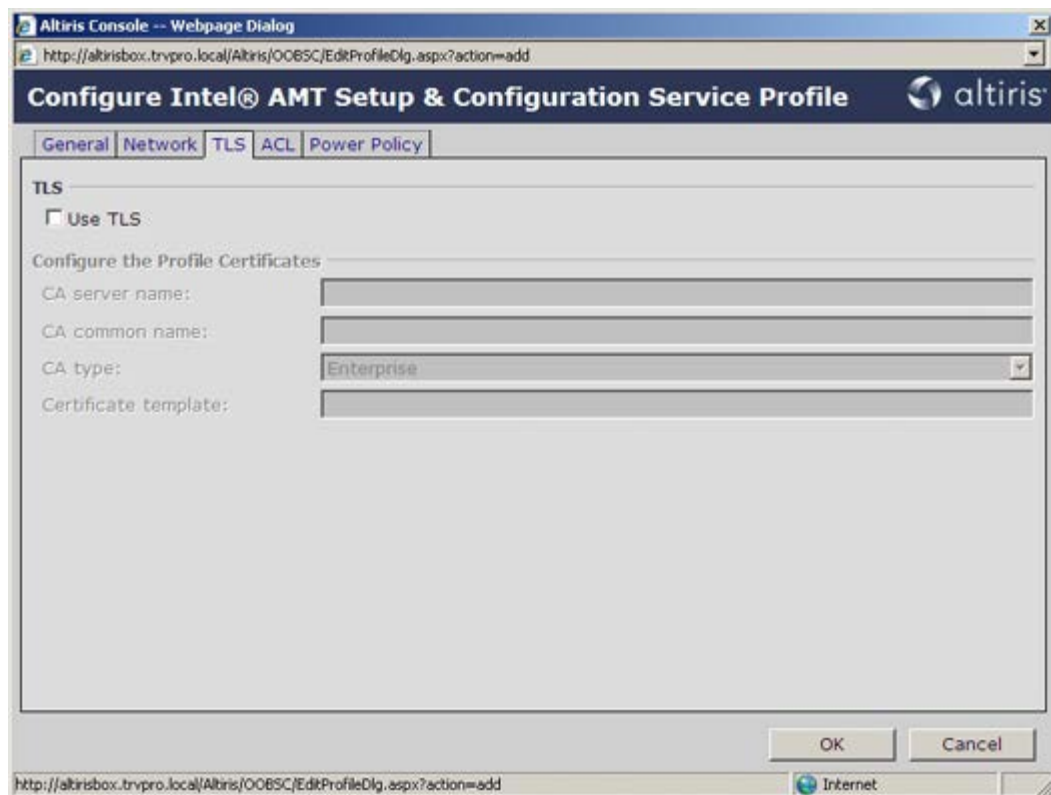 Altiris Console -- Webpage Dialog
http://altirisbox.trvpro.local/Altiris/OOBSC/EditProfileDlg.aspx?action=add
Configure Intel® AMT Setup & Configuration Service Profile altiris
General Network TLS ACL Power Policy
TLS
Use TLS
Configure the Profile Certificates
CA server name:
CA common name:
CA type: Enterprise
Certificate template:
OK Cancel
http://altirisbox.trvpro.local/Altiris/OOBSC/EditProfileDlg.aspx?action=add Internet